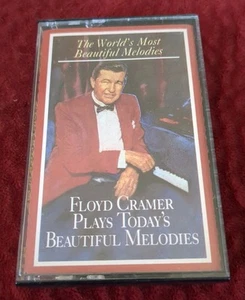 The World's Most
Beautiful Melodies
FLOYD CRAMER
PLAYS TODAY'S
BEAUTIFUL MELODIES